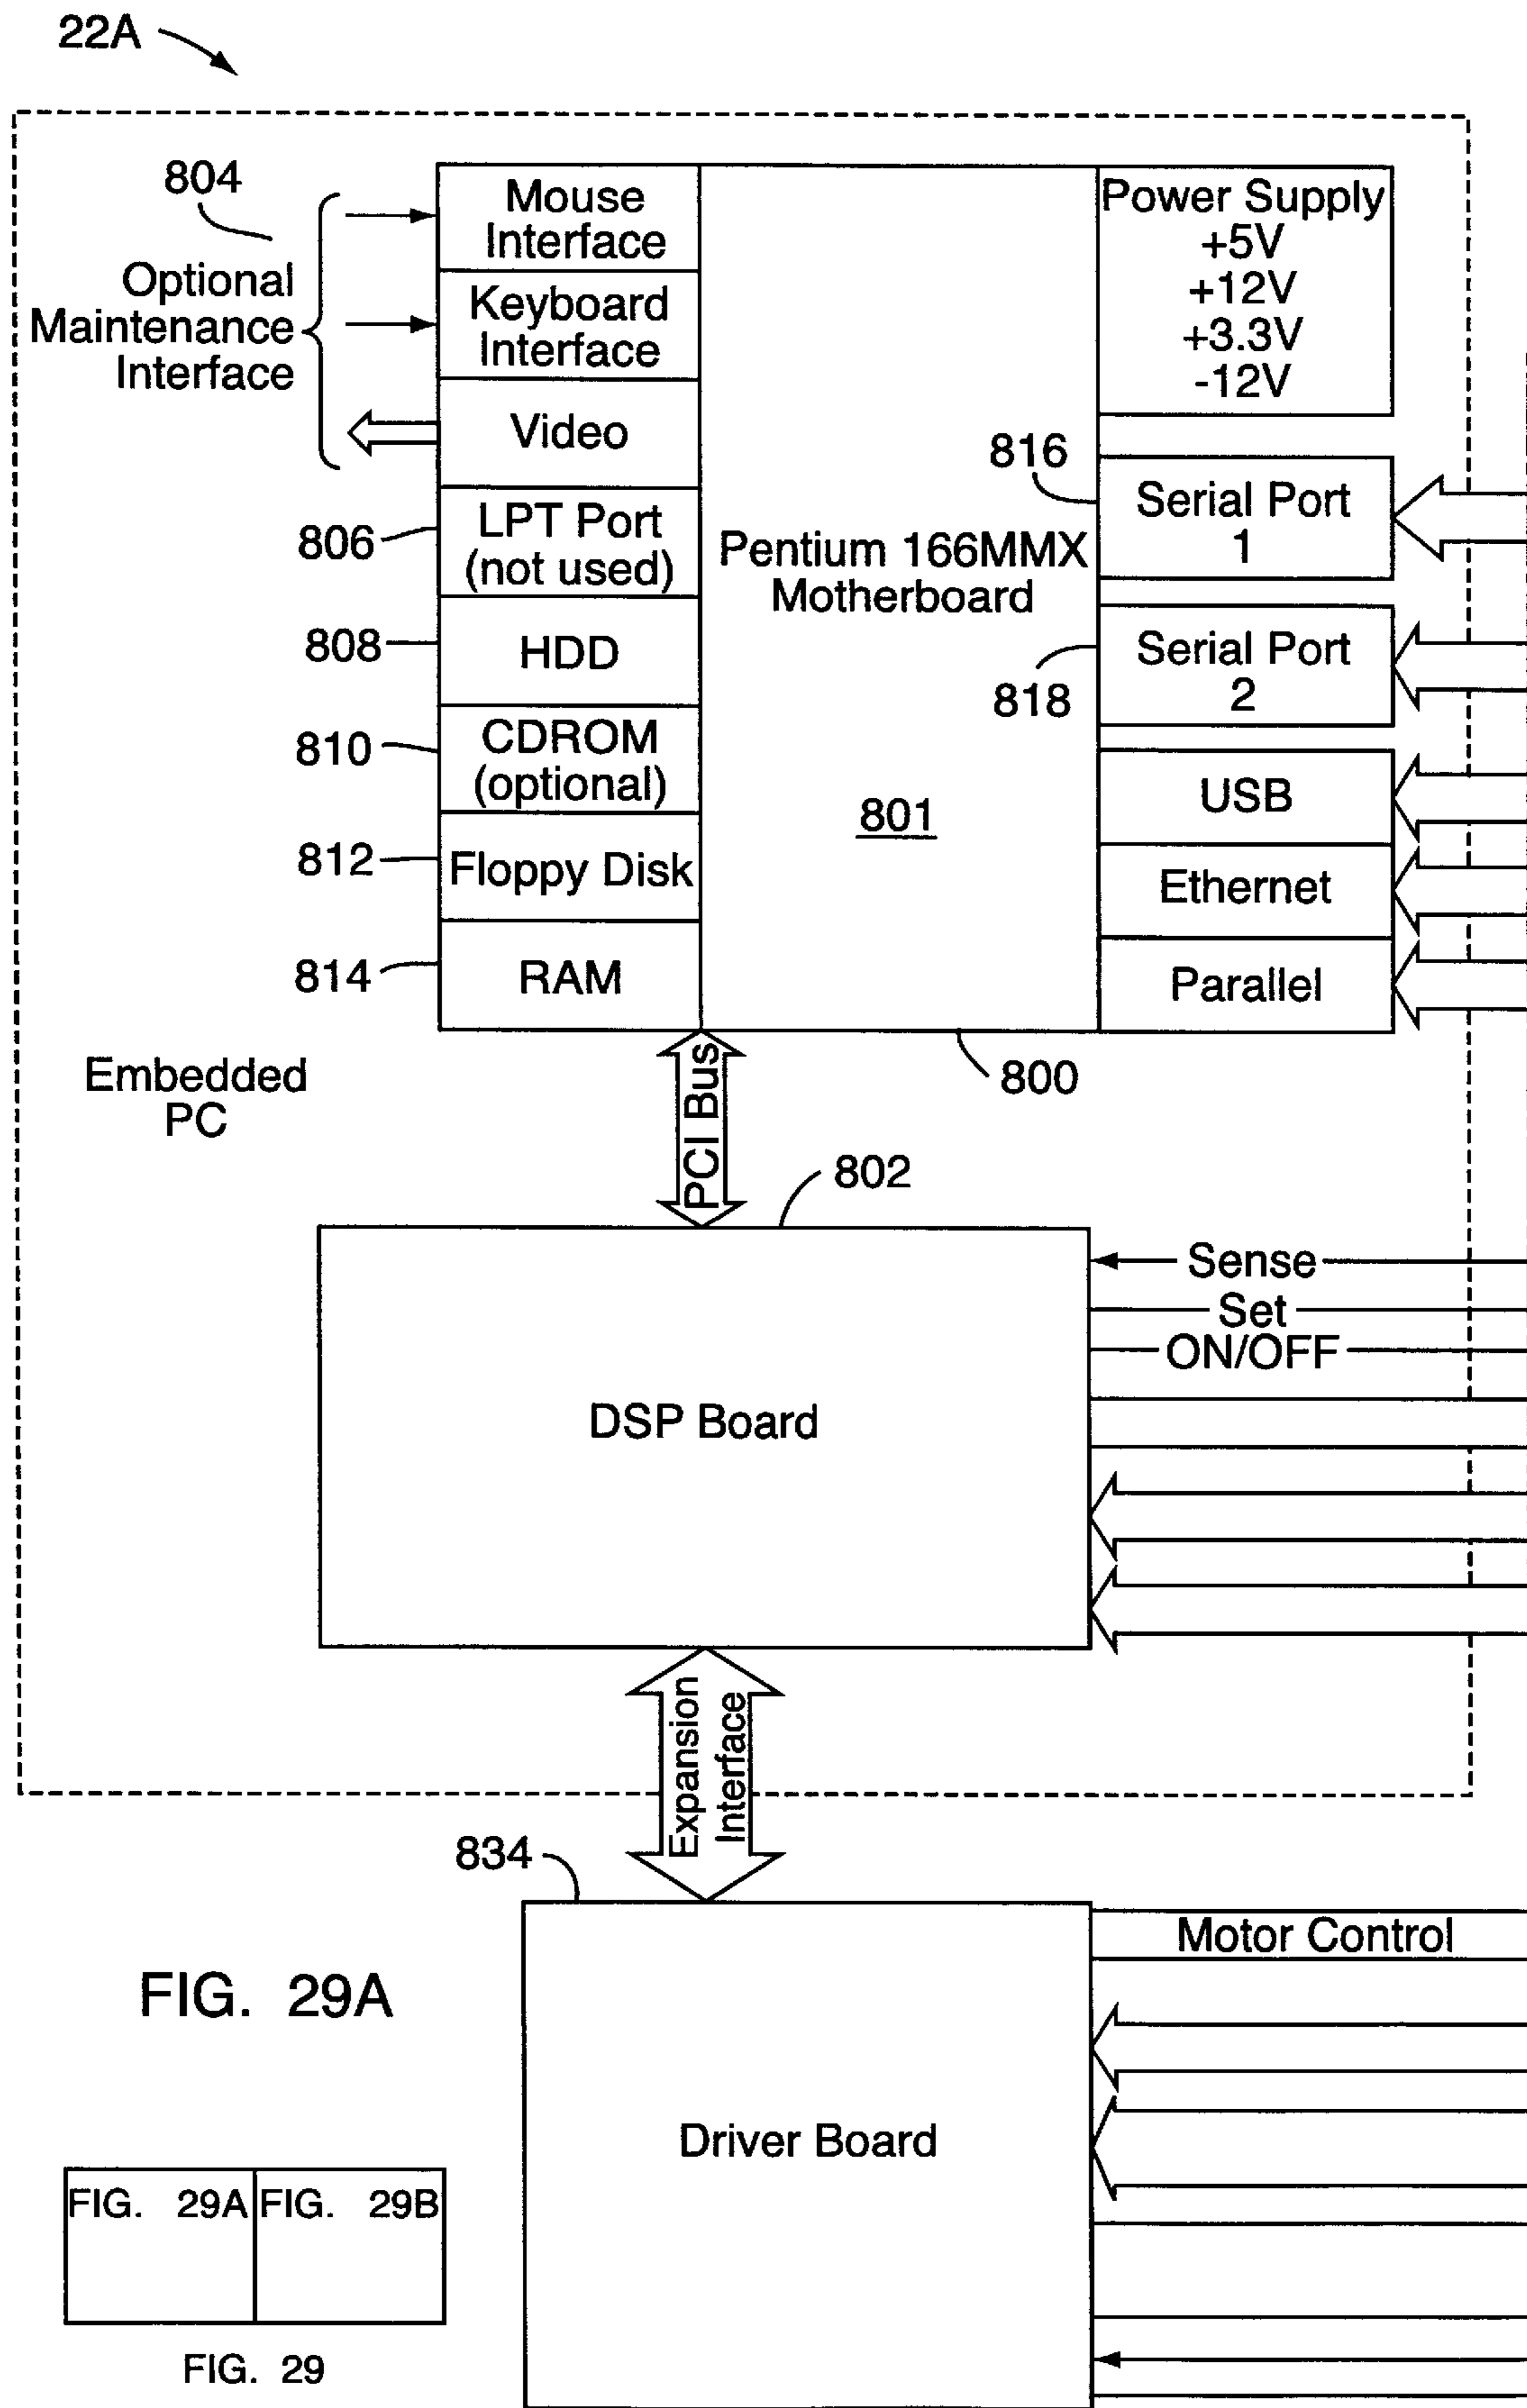 22A
804
Optional
Maintenance
Interface
Mouse
Interface
Keyboard
Interface
Video
806
LPT Port
(not used)
808
HDD
810
CDROM
(optional)
812
Floppy Disk
814
RAM
Pentium 166MMX
Motherboard
801
800
Power Supply
+5V
+12V
+3.3V
-12V
816
Serial Port
1
818
Serial Port
2
USB
Ethernet
Parallel
Embedded
PC
PCI Bus
802
DSP Board
Sense
Set
ON/OFF
Expansion
Interface
834
Driver Board
Motor Control
FIG. 29A
FIG. 29A
FIG. 29B
FIG. 29